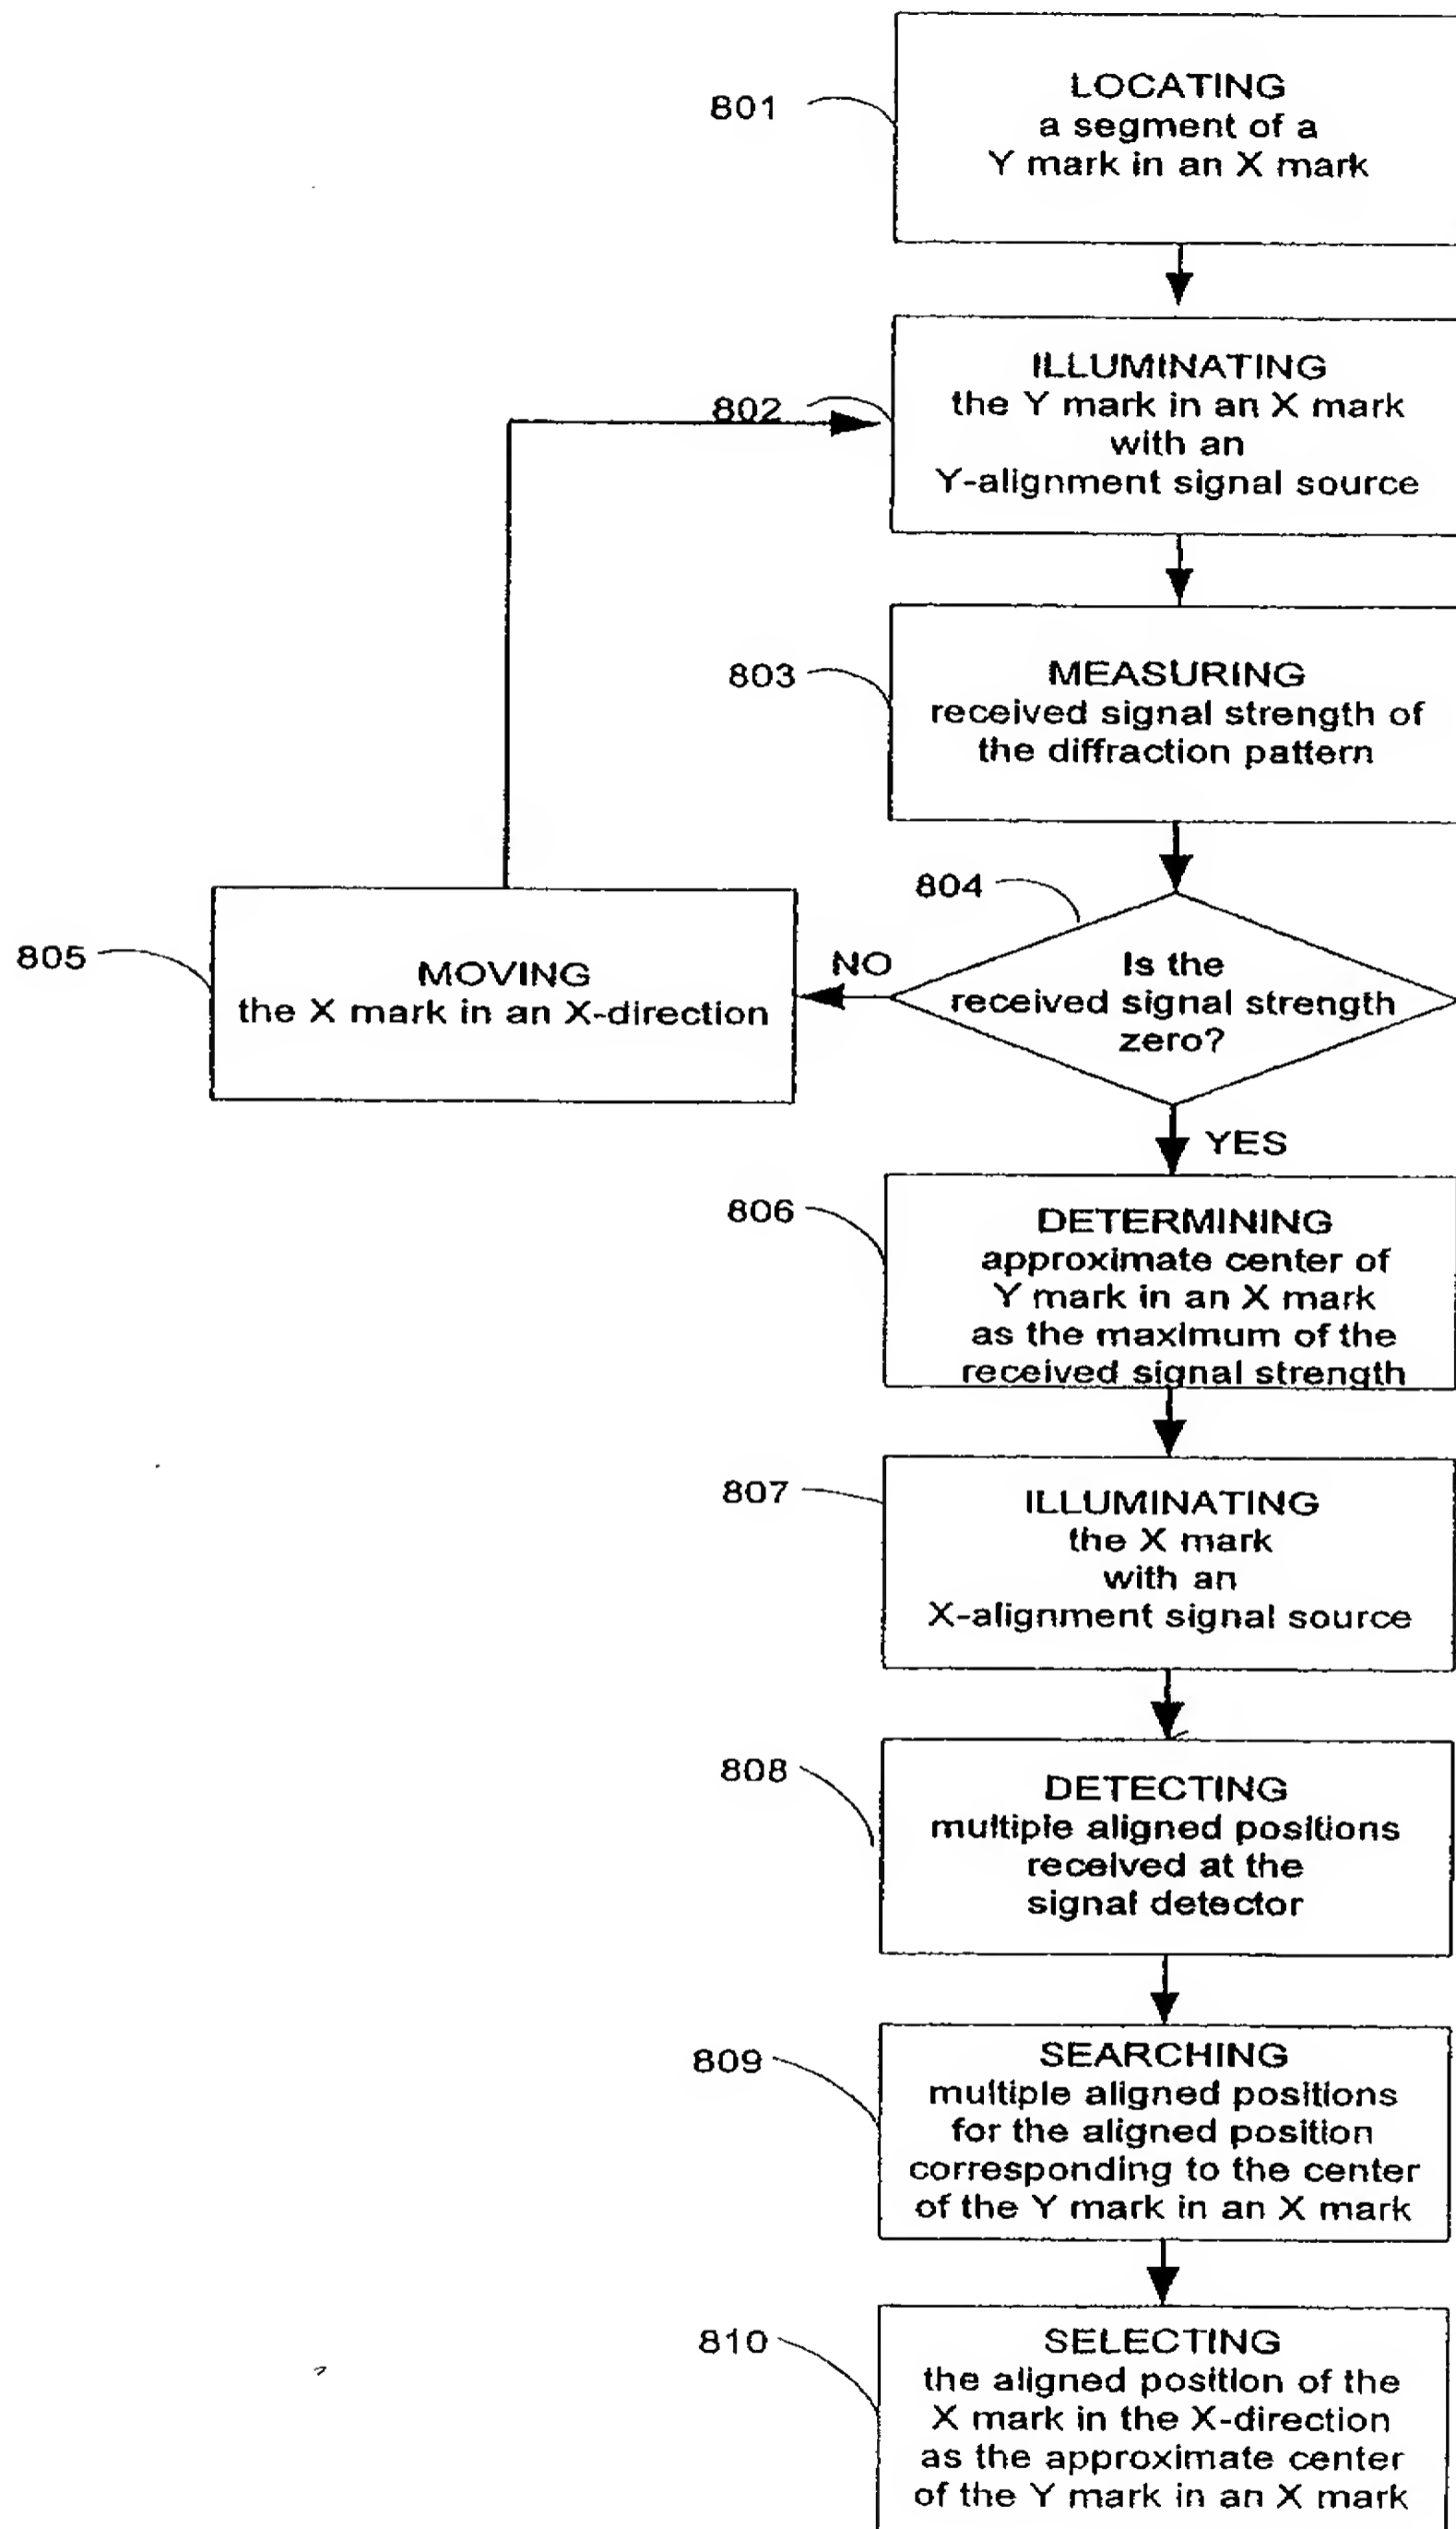 801
LOCATING
a segment of a
Y mark in an X mark
802
ILLUMINATING
the Y mark in an X mark
with an
Y-alignment signal source
803
MEASURING
received signal strength of
the diffraction pattern
804
Is the
received signal strength
zero?
NO
805
MOVING
the X mark in an X-direction
YES
806
DETERMINING
approximate center of
Y mark in an X mark
as the maximum of the
received signal strength
807
ILLUMINATING
the X mark
with an
X-alignment signal source
808
DETECTING
multiple aligned positions
received at the
signal detector
809
SEARCHING
multiple aligned positions
for the aligned position
corresponding to the center
of the Y mark in an X mark
810
SELECTING
the aligned position of the
X mark in the X-direction
as the approximate center
of the Y mark in an X mark